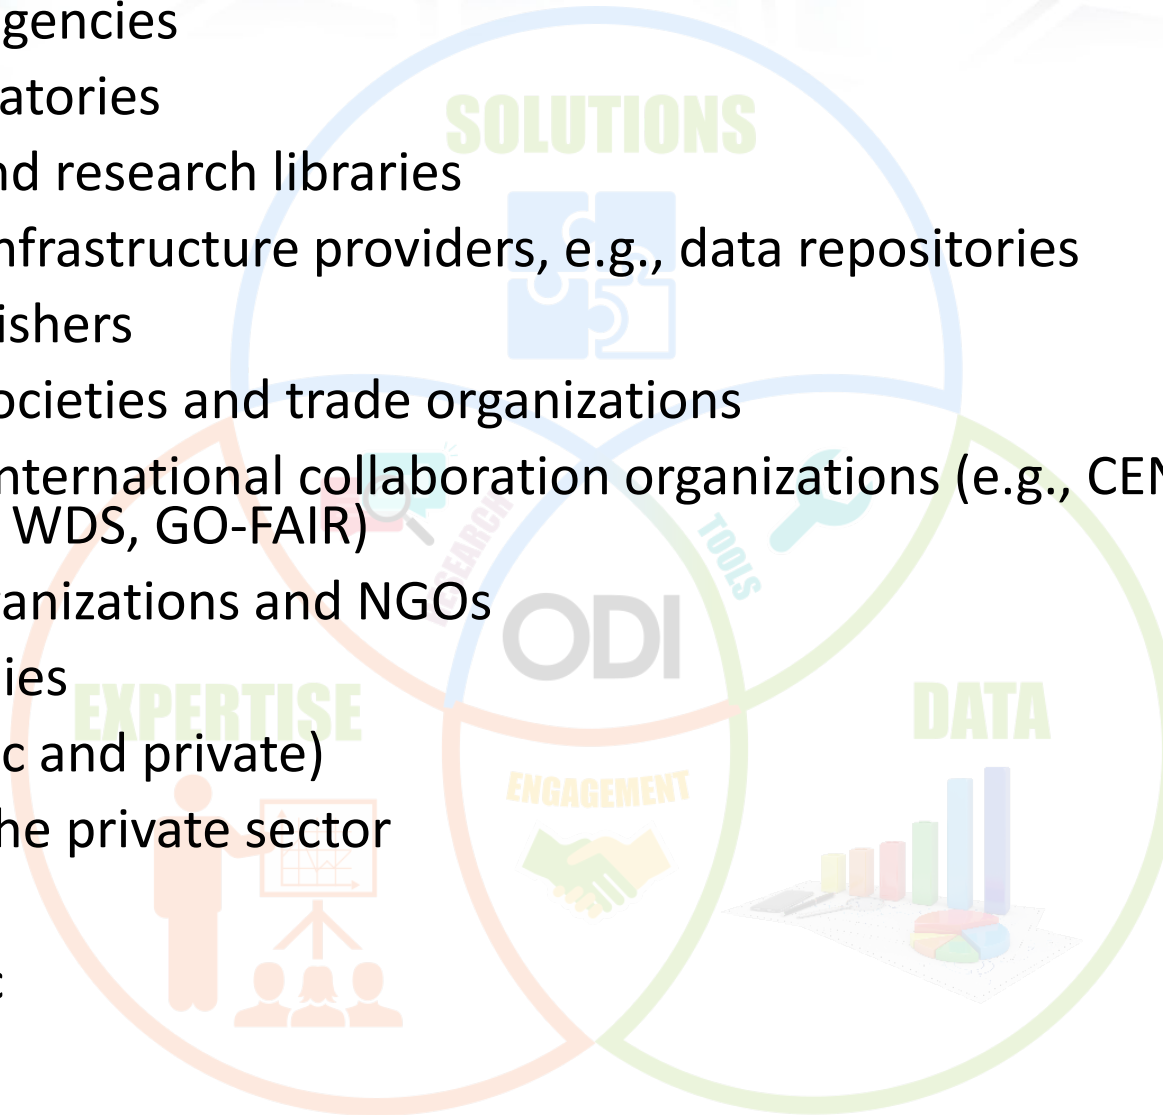 gencies
atories
nd research libraries
nfrastructure providers, e.g., data repositories
ishers
ocieties and trade organizations
nternational collaboration organizations (e.g., CEN
WDS, GO-FAIR)
anizations and NGOs
ies
c and private)
he private sector
SOLUTIONS
SEARCH
TOOLS
ODI
EXPERTISE
DATA
ENGAGEMENT